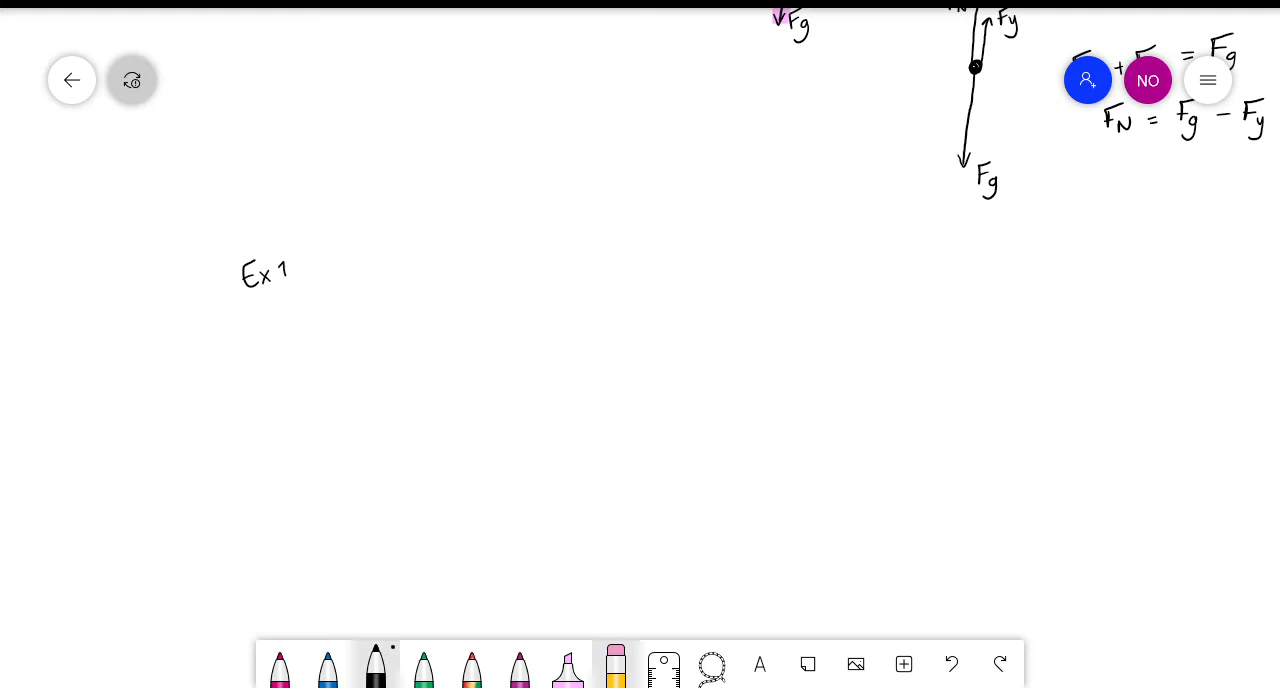 Fg
Fy
+ = Fg
NO
FN = Fg - Fy
Fg
Ex 1
A